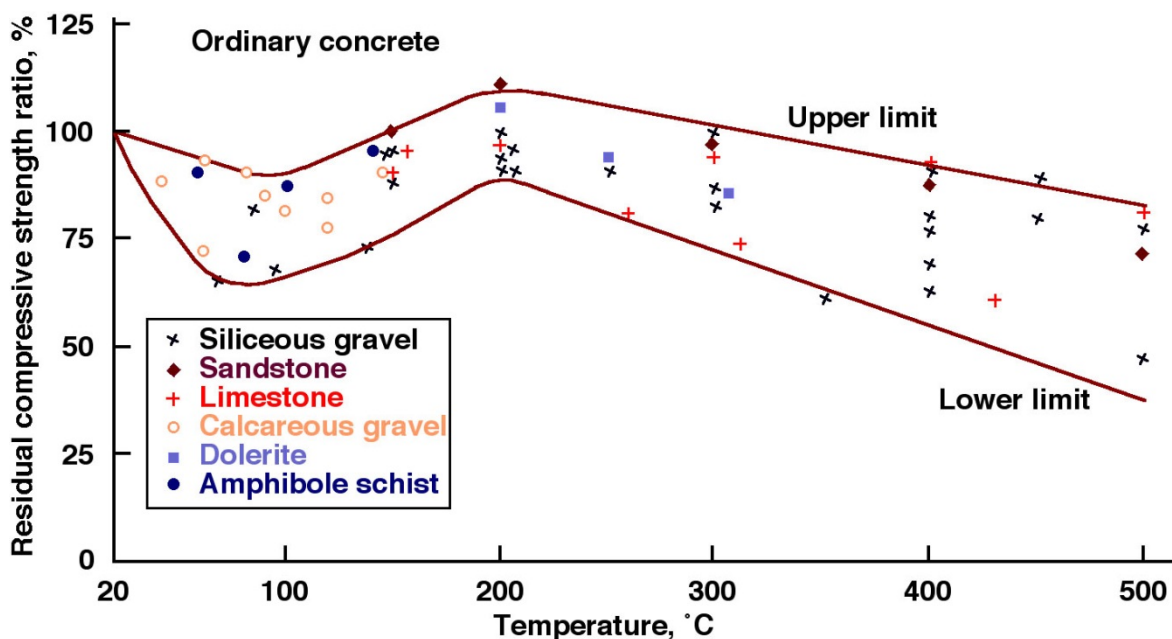 Residual compressive strength ratio, %
125
100
75
50
25
0
Ordinary concrete
Upper limit
Lower limit
Siliceous gravel
Sandstone
Limestone
Calcareous gravel
Dolerite
Amphibole schist
20 100 200 300 400 500
Temperature, ˚C